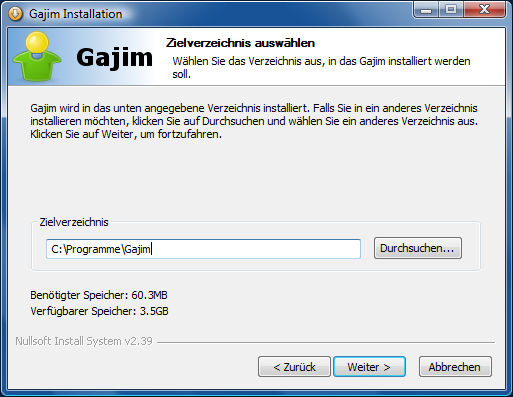 Gajim Installation
Gajim
Zielverzeichnis auswählen
Wählen Sie das Verzeichnis aus, in das Gajim installiert werden
soll.
Gajim wird in das unten angegebene Verzeichnis installiert. Falls Sie in ein anderes Verzeichnis
installieren möchten, klicken Sie auf Durchsuchen und wählen Sie ein anderes Verzeichnis aus.
Klicken Sie auf Weiter, um fortzufahren.
Zielverzeichnis
C:\Programme\Gajim
Durchsuchen...
Benötigter Speicher: 60.3MB
Verfügbarer Speicher: 3.5GB
Nullsoft Install System v2.39
< Zurück
Weiter >
Abbrechen